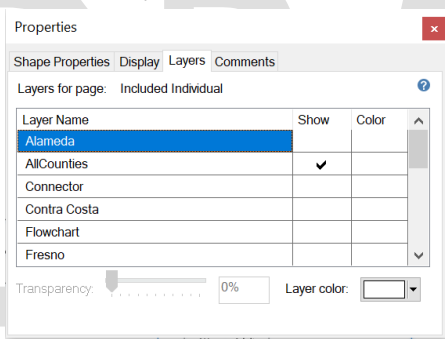 Properties
Shape Properties Display Layers Comments
Layers for page: Included Individual
Layer Name Show Color
Alameda
AllCounties
Connector
Contra Costa
Flowchart
Fresno
Transparency: 0% Layer color: